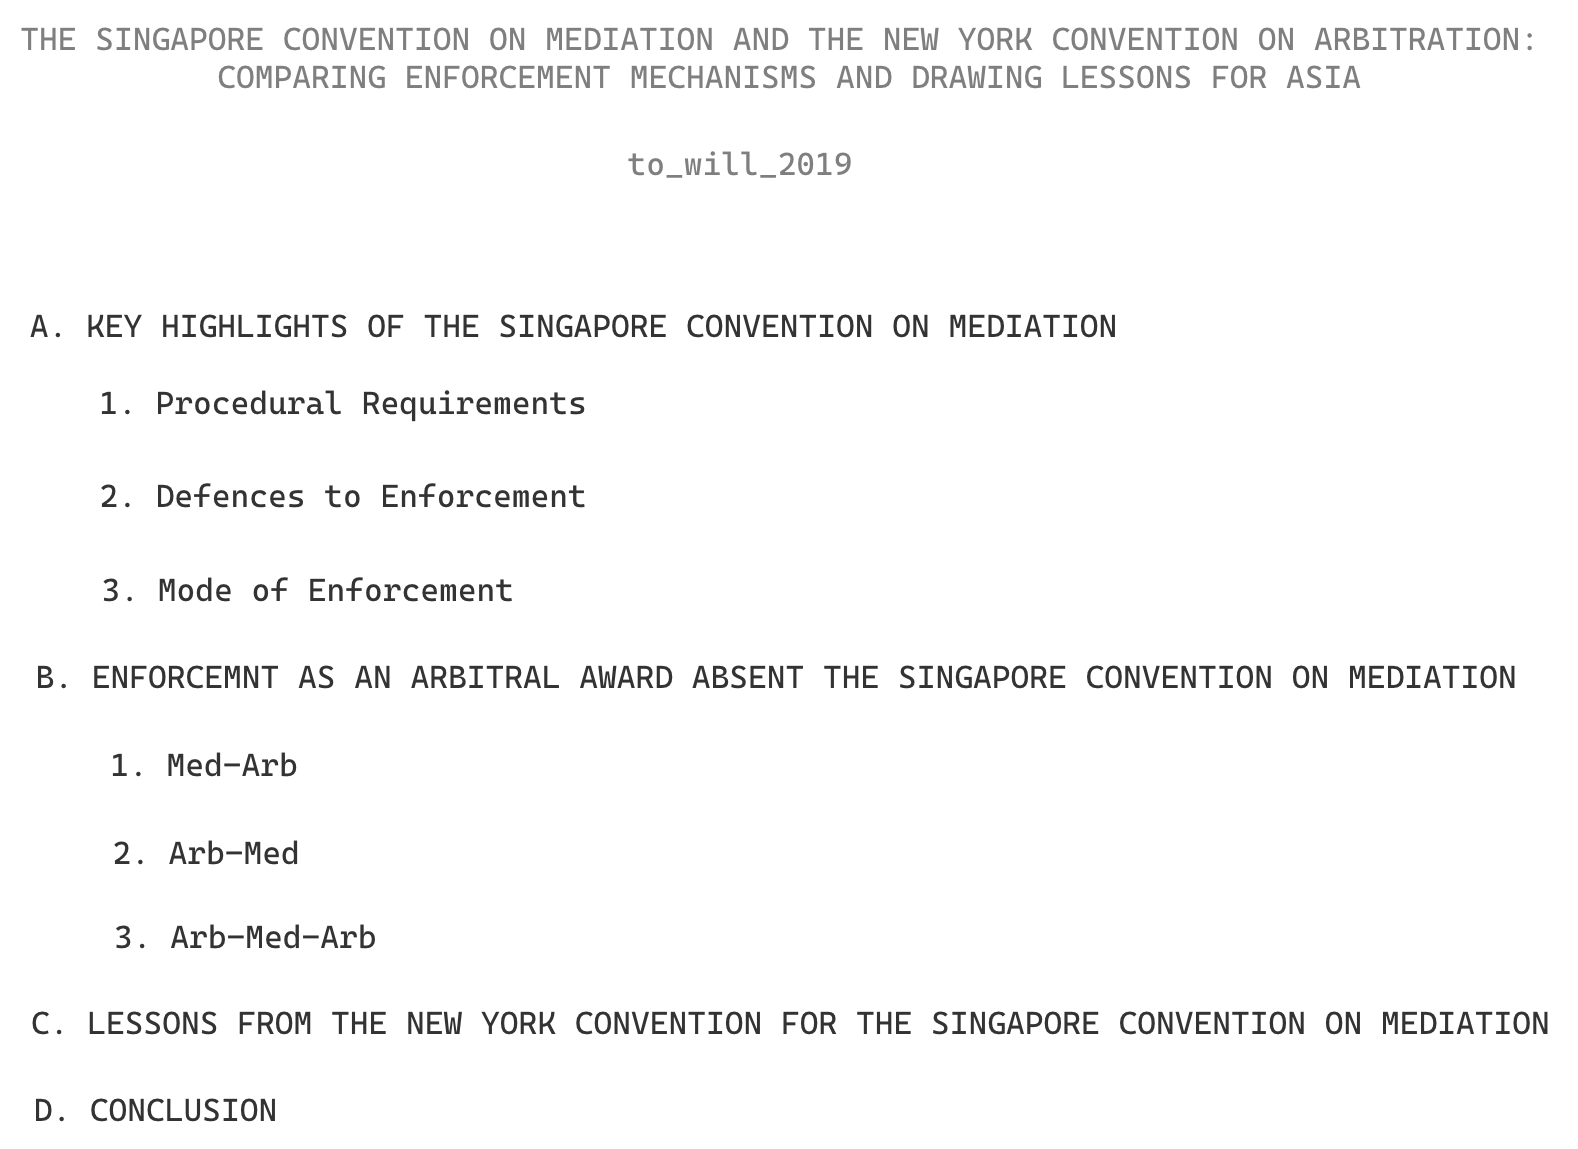 THE SINGAPORE CONVENTION ON MEDIATION AND THE NEW YORK CONVENTION ON ARBITRATION:
COMPARING ENFORCEMENT MECHANISMS AND DRAWING LESSONS FOR ASIA
to_will_2019
A. KEY HIGHLIGHTS OF THE SINGAPORE CONVENTION ON MEDIATION
1. Procedural Requirements
2. Defences to Enforcement
3. Mode of Enforcement
B. ENFORCEMNT AS AN ARBITRAL AWARD ABSENT THE SINGAPORE CONVENTION ON MEDIATION
1. Med-Arb
2. Arb-Med
3. Arb-Med-Arb
C. LESSONS FROM THE NEW YORK CONVENTION FOR THE SINGAPORE CONVENTION ON MEDIATION
D. CONCLUSION